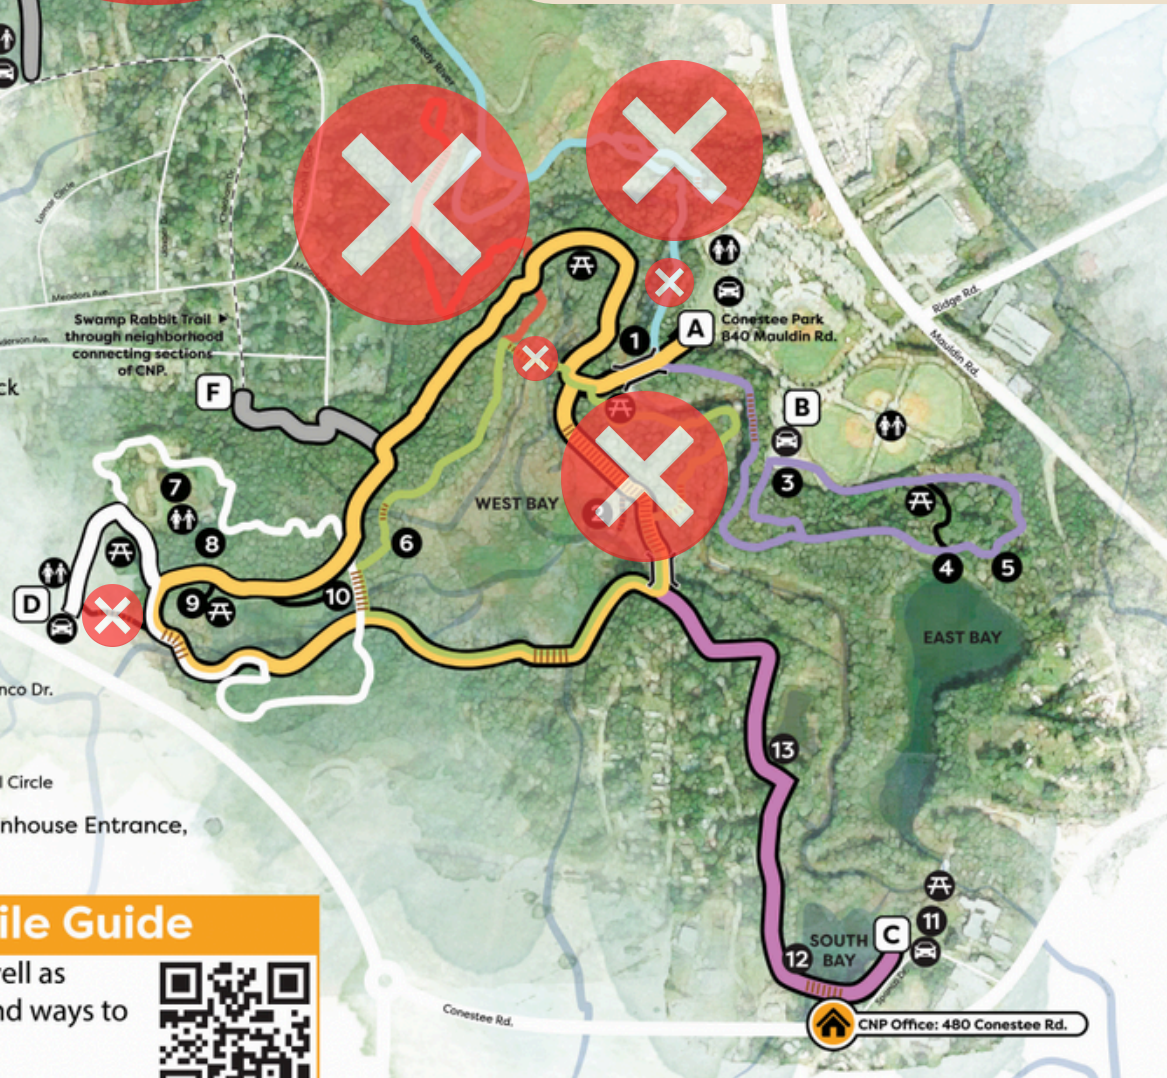 Reedy River
Lamar Circle
Meadors Ave.
Swamp Rabbit Trail
through neighborhood
connecting sections
of CNP.
ck
F
1
A
Conestee Park
840 Mauldin Rd.
Ridge Rd.
Mauldin Rd.
B
3
WEST BAY
2
7
8
6
4
5
D
9
10
EAST BAY
nco Dr.
13
l Circle
nhouse Entrance,
ile Guide
ell as
nd ways to
11
C
SOUTH
BAY
12
Conestee Rd.
CNP Office: 480 Conestee Rd.